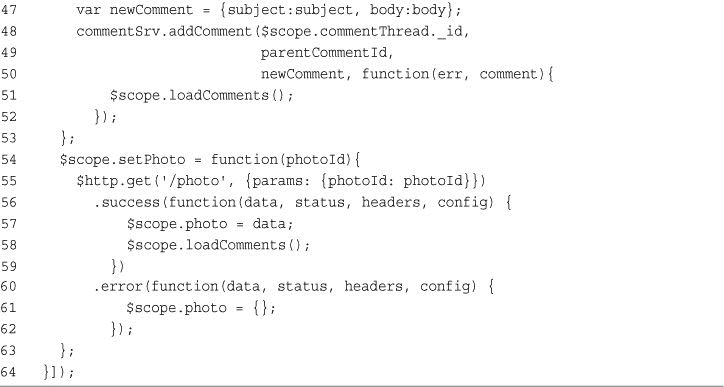 47       var newComment = {subject:subject, body:body};
48       commentSrv.addComment($scope.commentThread._id,
49                             parentCommentId,
50                             newComment, function(err, comment){
51           $scope.loadComments();
52         });
53     };
54     $scope.setPhoto = function(photoId){
55       $http.get('/photo', {params: {photoId: photoId}})
56         .success(function(data, status, headers, config) {
57             $scope.photo = data;
58             $scope.loadComments();
59           })
60         .error(function(data, status, headers, config) {
61             $scope.photo = {};
62           });
63     };
64   }]);